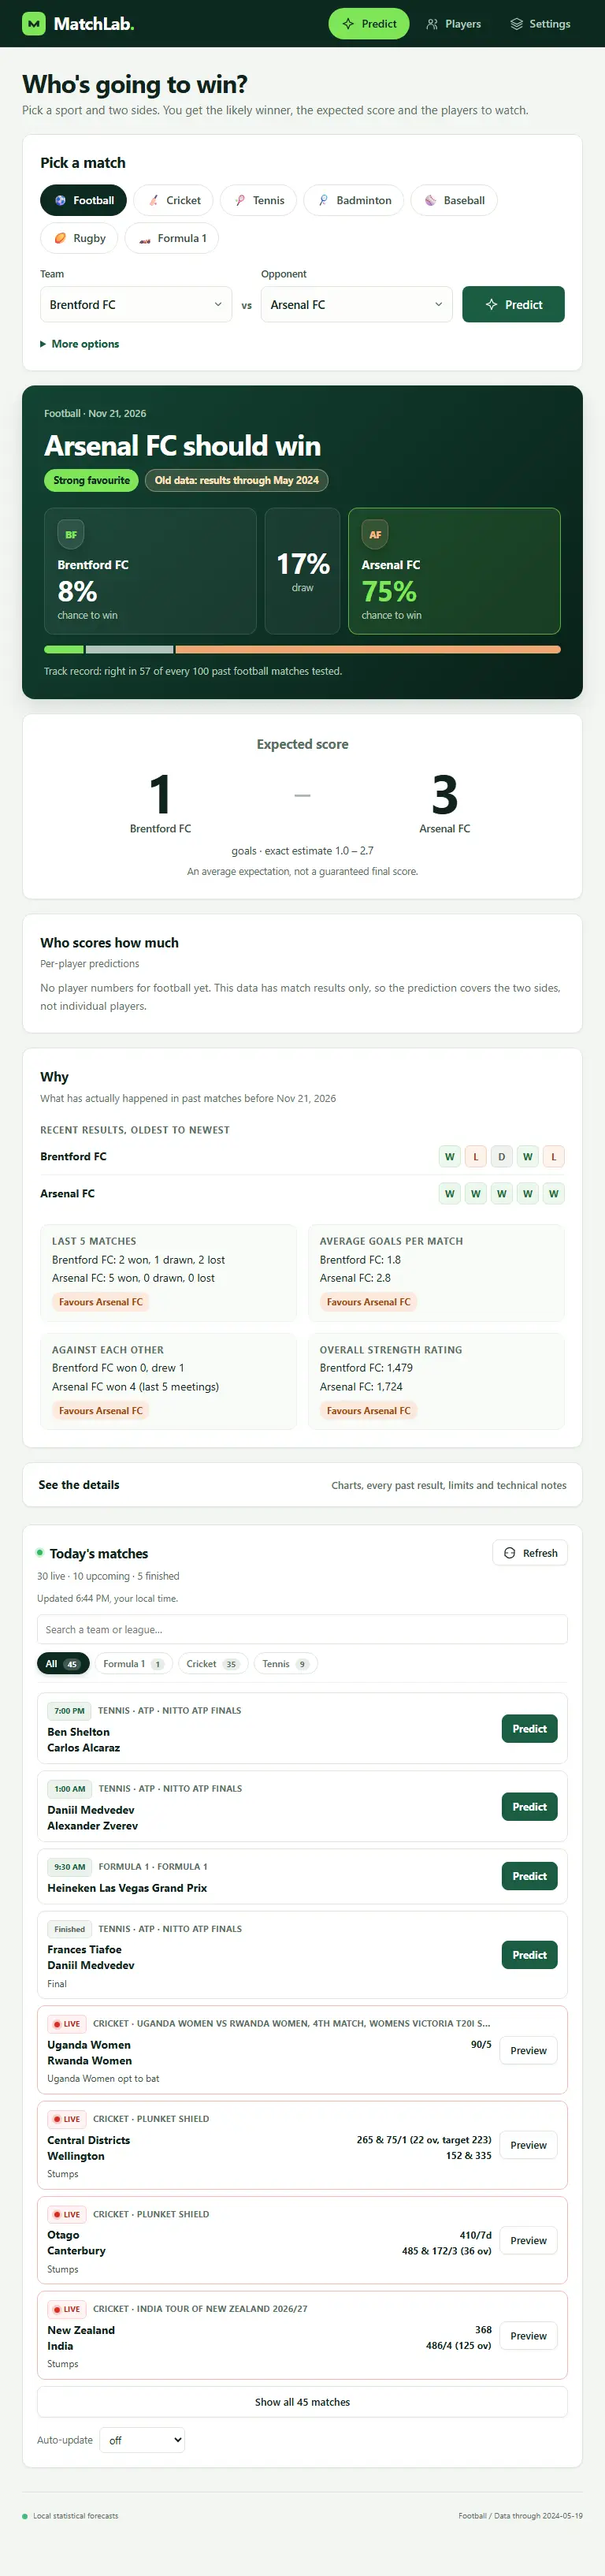 MatchLab.
Predict
Players
Settings
Who's going to win?
Pick a sport and two sides. You get the likely winner, the expected score and the players to watch.
Pick a match
Football
Cricket
Tennis
Badminton
Baseball
Rugby
Formula 1
Team
Opponent
Brentford FC
vs
Arsenal FC
Predict
More options
Football · Nov 21, 2026
Arsenal FC should win
Strong favourite
Old data: results through May 2024
BF
Brentford FC
8%
chance to win
17%
draw
AF
Arsenal FC
75%
chance to win
Track record: right in 57 of every 100 past football matches tested.
Expected score
1
–
3
Brentford FC
Arsenal FC
goals · exact estimate 1.0 – 2.7
An average expectation, not a guaranteed final score.
Who scores how much
Per-player predictions
No player numbers for football yet. This data has match results only, so the prediction covers the two sides,
not individual players.
Why
What has actually happened in past matches before Nov 21, 2026
RECENT RESULTS, OLDEST TO NEWEST
Brentford FC
W L D W L
Arsenal FC
W W W W W
LAST 5 MATCHES
Brentford FC: 2 won, 1 drawn, 2 lost
Arsenal FC: 5 won, 0 drawn, 0 lost
Favours Arsenal FC
AVERAGE GOALS PER MATCH
Brentford FC: 1.8
Arsenal FC: 2.8
Favours Arsenal FC
AGAINST EACH OTHER
Brentford FC won 0, drew 1
Arsenal FC won 4 (last 5 meetings)
Favours Arsenal FC
OVERALL STRENGTH RATING
Brentford FC: 1,479
Arsenal FC: 1,724
Favours Arsenal FC
See the details
Charts, every past result, limits and technical notes
Today's matches
Refresh
30 live · 10 upcoming · 5 finished
Updated 6:44 PM, your local time.
Search a team or league...
All 45
Formula 1 1
Cricket 35
Tennis 9
7:00 PM TENNIS · ATP · NITTO ATP FINALS
Ben Shelton
Carlos Alcaraz
Predict
1:00 AM TENNIS · ATP · NITTO ATP FINALS
Daniil Medvedev
Alexander Zverev
Predict
9:30 AM FORMULA 1 · FORMULA 1
Heineken Las Vegas Grand Prix
Predict
Finished TENNIS · ATP · NITTO ATP FINALS
Frances Tiafoe
Daniil Medvedev
Final
Predict
LIVE CRICKET · UGANDA WOMEN VS RWANDA WOMEN, 4TH MATCH, WOMENS VICTORIA T20I S...
Uganda Women 90/5
Rwanda Women
Uganda Women opt to bat
Preview
LIVE CRICKET · PLUNKET SHIELD
Central Districts 265 & 75/1 (22 ov, target 223)
Wellington 152 & 335
Stumps
Preview
LIVE CRICKET · PLUNKET SHIELD
Otago 410/7d
Canterbury 485 & 172/3 (36 ov)
Stumps
Preview
LIVE CRICKET · INDIA TOUR OF NEW ZEALAND 2026/27
New Zealand 368
India 486/4 (125 ov)
Stumps
Preview
Show all 45 matches
Auto-update off
Local statistical forecasts
Football / Data through 2024-05-19